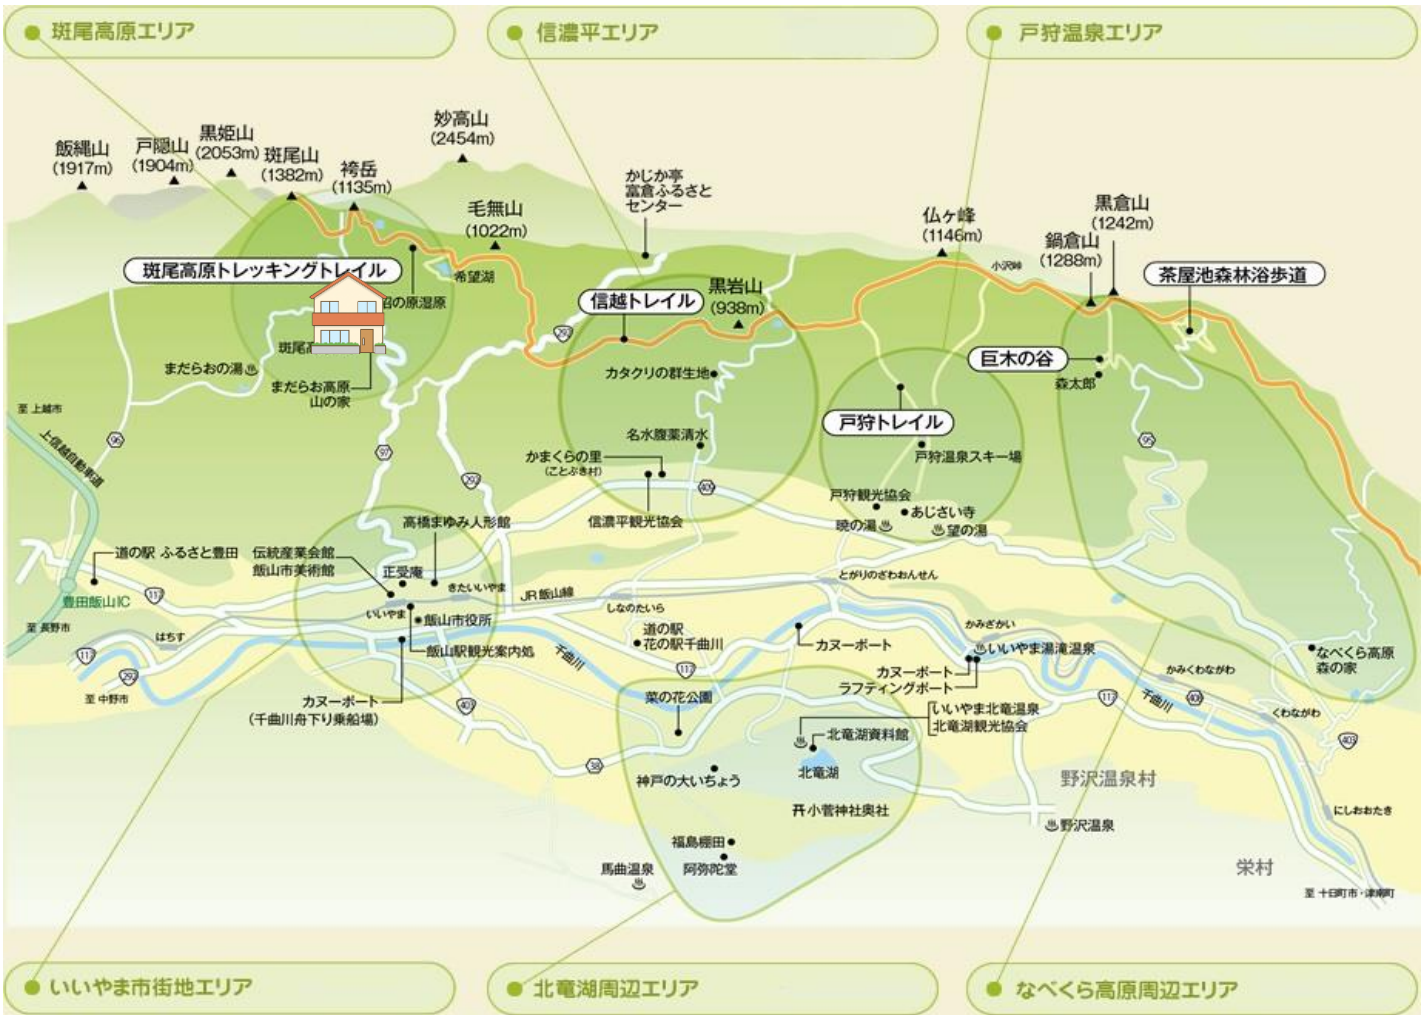 斑尾高原エリア
信濃平エリア
戸狩温泉エリア
飯縄山
(1917m)
戸隠山
(1904m)
黒姫山
(2053m)
斑尾山
(1382m)
袴岳
(1135m)
妙高山
(2454m)
毛無山
(1022m)
かじか亭
富倉ふるさと
センター
仏ヶ峰
(1146m)
黒倉山
(1242m)
鍋倉山
(1288m)
小沢峠
茶屋池森林浴歩道
斑尾高原トレッキングトレイル
希望湖
の原湿原
信越トレイル
黒岩山
(938m)
292
巨木の谷
森太郎
斑尾高
まだらおの湯
まだらお高原
山の家
カタクリの群生地
戸狩トレイル
至 上越市
上信越自動車道
96
97
292
95
名水腹薬清水
かまくらの里
(ことぶき村)
409
戸狩温泉スキー場
信濃平観光協会
戸狩観光協会
あじさい寺
暁の湯
望の湯
高橋まゆみ人形館
道の駅 ふるさと豊田
伝統産業会館
飯山市美術館
正受庵
きたいいやま
JR飯山線
とがりのざわおんせん
豊田飯山IC
117
いいやま
飯山市役所
しなのたいら
道の駅
花の駅千曲川
至 長野市
はちす
117
292
飯山駅観光案内処
千曲川
117
カヌーポート
かみざかい
いいやま湯滝温泉
カヌーポート
ラフティングポート
かみくわながわ
なべくら高原
森の家
至 中野市
カヌーポート
(千曲川舟下り乗船場)
403
菜の花公園
いいやま北竜温泉
北竜湖観光協会
117
千曲川
408
くわながわ
403
北竜湖資料館
38
神戸の大いちょう
北竜湖
野沢温泉村
小菅神社奥社
野沢温泉
にしおおたき
福島棚田
阿弥陀堂
馬曲温泉
栄村
至 十日町市・津南町
いいやま市街地エリア
北竜湖周辺エリア
なべくら高原周辺エリア